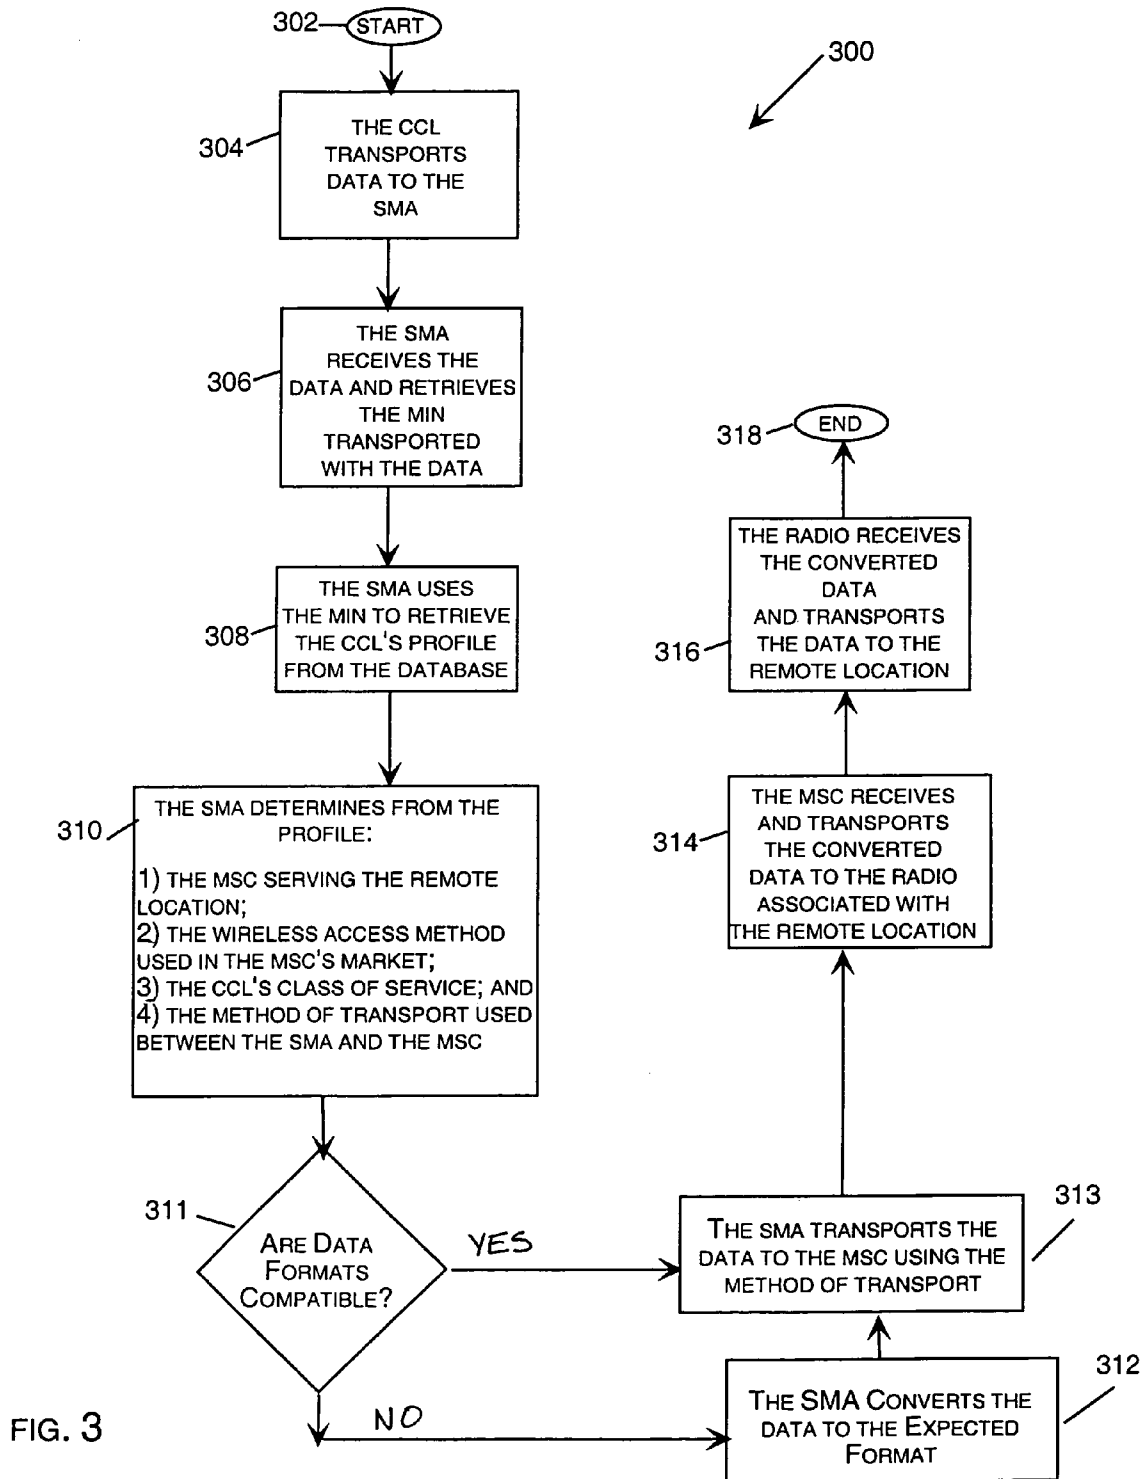 302
START
300
304
THE CCL
TRANSPORTS
DATA TO THE
SMA
306
THE SMA
RECEIVES THE
DATA AND RETRIEVES
THE MIN
TRANSPORTED
WITH THE DATA
308
THE SMA USES
THE MIN TO RETRIEVE
THE CCL'S PROFILE
FROM THE DATABASE
310
THE SMA DETERMINES FROM THE
PROFILE:
1) THE MSC SERVING THE REMOTE
LOCATION;
2) THE WIRELESS ACCESS METHOD
USED IN THE MSC'S MARKET;
3) THE CCL'S CLASS OF SERVICE; AND
4) THE METHOD OF TRANSPORT USED
BETWEEN THE SMA AND THE MSC
311
ARE DATA
FORMATS
COMPATIBLE?
YES
NO
312
THE SMA CONVERTS THE
DATA TO THE EXPECTED
FORMAT
313
THE SMA TRANSPORTS THE
DATA TO THE MSC USING THE
METHOD OF TRANSPORT
314
THE MSC RECEIVES
AND TRANSPORTS
THE CONVERTED
DATA TO THE RADIO
ASSOCIATED WITH
THE REMOTE LOCATION
316
THE RADIO RECEIVES
THE CONVERTED
DATA
AND TRANSPORTS
THE DATA TO THE
REMOTE LOCATION
318
END
FIG. 3